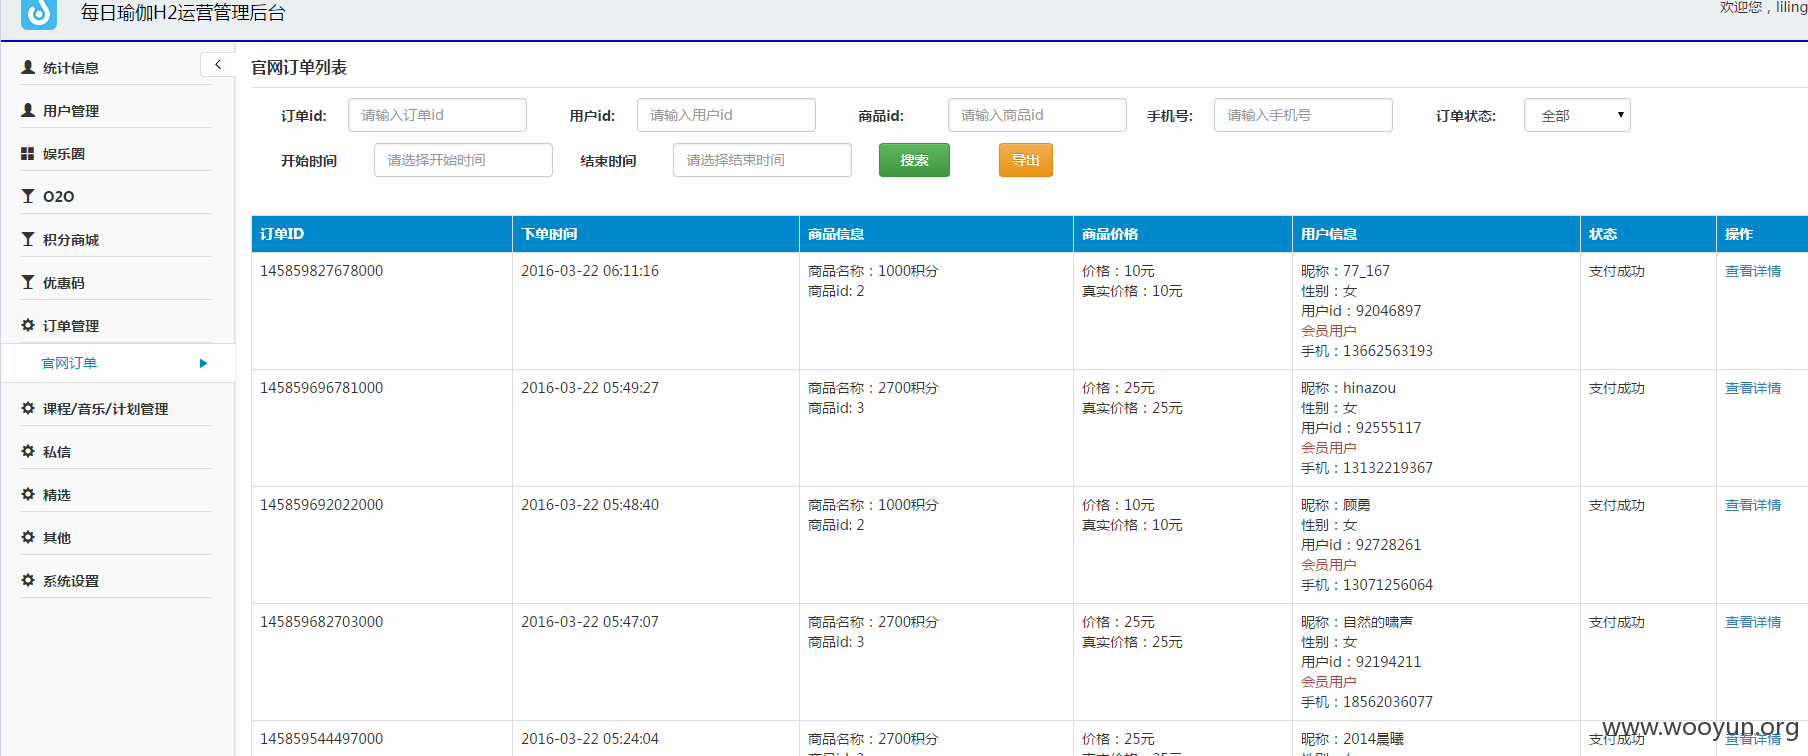 每日瑜伽H2运营管理后台
欢迎您，liling
统计信息
用户管理
娱乐圈
O2O
积分商城
优惠码
订单管理
官网订单
课程/音乐/计划管理
私信
精选
其他
系统设置
官网订单列表
订单id: 请输入订单id 用户id: 请输入用户id 商品id: 请输入商品id 手机号: 请输入手机号 订单状态: 全部
开始时间 请选择开始时间 结束时间 请选择结束时间 搜索 导出
订单ID 下单时间 商品信息 商品价格 用户信息 状态 操作
145859827678000 2016-03-22 06:11:16 商品名称：1000积分 价格：10元 昵称：77_167 支付成功 查看详情
商品id: 2 真实价格：10元 性别：女
用户id：92046897
会员用户
手机：13662563193
145859696781000 2016-03-22 05:49:27 商品名称：2700积分 价格：25元 昵称：hinazou 支付成功 查看详情
商品id: 3 真实价格：25元 性别：女
用户id：92555117
会员用户
手机：13132219367
145859692022000 2016-03-22 05:48:40 商品名称：1000积分 价格：10元 昵称：顾勇 支付成功 查看详情
商品id: 2 真实价格：10元 性别：女
用户id：92728261
会员用户
手机：13071256064
145859682703000 2016-03-22 05:47:07 商品名称：2700积分 价格：25元 昵称：自然的啸声 支付成功 查看详情
商品id: 3 真实价格：25元 性别：女
用户id：92194211
会员用户
手机：18562036077
145859544497000 2016-03-22 05:24:04 商品名称：2700积分 价格：25元 昵称：2014晨曦 支付成功 查看详情
www.wooyun.org